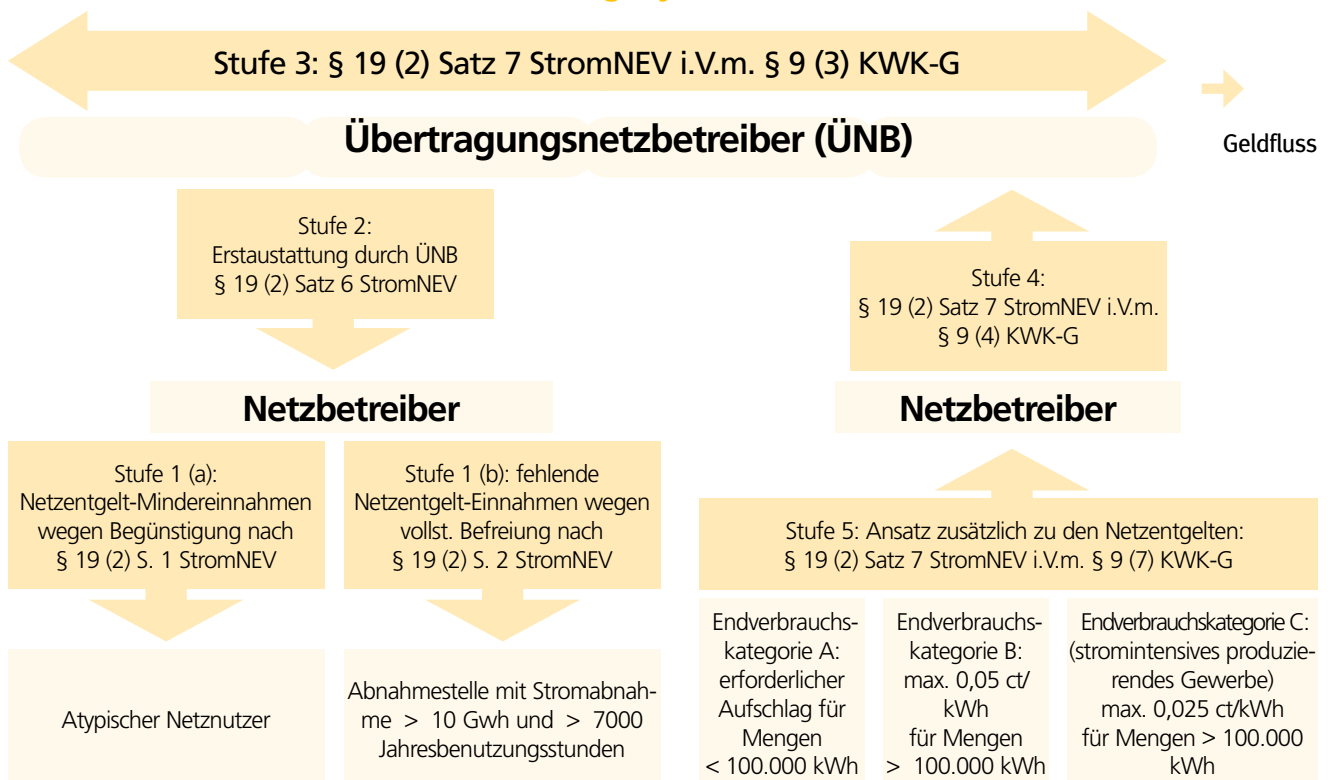 Stufe 3: § 19 (2) Satz 7 StromNEV i.V.m. § 9 (3) KWK-G
Übertragungsnetzbetreiber (ÜNB)
Geldfluss
Stufe 2:
Erstaustattung durch ÜNB
§ 19 (2) Satz 6 StromNEV
Stufe 4:
§ 19 (2) Satz 7 StromNEV i.V.m.
§ 9 (4) KWK-G
Netzbetreiber
Netzbetreiber
Stufe 1 (a):
Netzentgelt-Mindereinnahmen
wegen Begünstigung nach
§ 19 (2) S. 1 StromNEV
Stufe 1 (b): fehlende
Netzentgelt-Einnahmen wegen
vollst. Befreiung nach
§ 19 (2) S. 2 StromNEV
Stufe 5: Ansatz zusätzlich zu den Netzentgelten:
§ 19 (2) Satz 7 StromNEV i.V.m. § 9 (7) KWK-G
Atypischer Netznutzer
Abnahmestelle mit Stromabnah-
me > 10 Gwh und > 7000
Jahresbenutzungsstunden
Endverbrauchs-
kategorie A:
erforderlicher
Aufschlag für
Mengen
< 100.000 kWh
Endverbrauchs-
kategorie B:
max. 0,05 ct/
kWh
für Mengen
> 100.000 kWh
Endverbrauchskategorie C:
(stromintensives produzie-
rendes Gewerbe)
max. 0,025 ct/kWh
für Mengen > 100.000
kWh